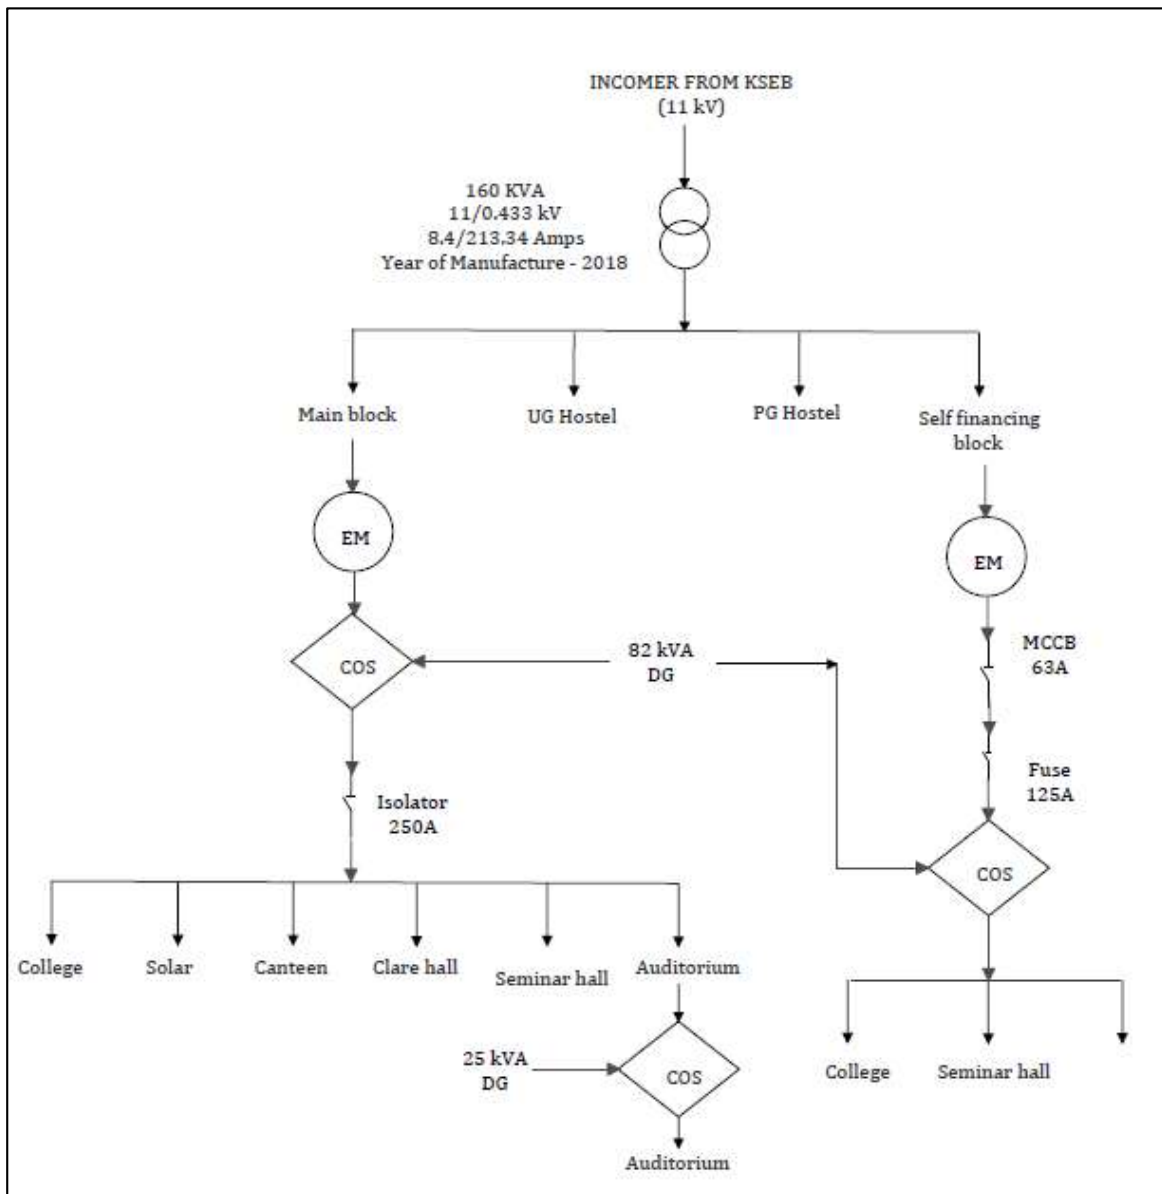 INCOMER FROM KSEB
(11 kV)
160 KVA
11/0.433 kV
8.4/213.34 Amps
Year of Manufacture - 2018
Main block
UG Hostel
PG Hostel
Self financing
block
EM
EM
COS
82 kVA
DG
MCCB
63A
Isolator
250A
Fuse
125A
COS
College
Solar
Canteen
Clare hall
Seminar hall
Auditorium
25 kVA
DG
COS
College
Seminar hall
Auditorium